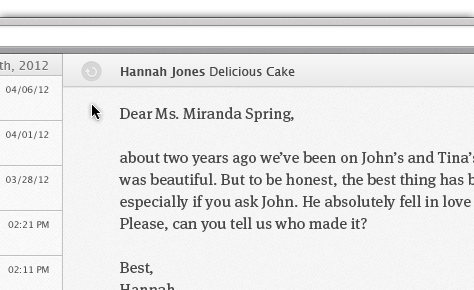 th, 2012
Hannah Jones Delicious Cake
04/06/12
Dear Ms. Miranda Spring,
04/01/12
about two years ago we've been on John's and Tina's
was beautiful. But to be honest, the best thing has b
03/28/12
especially if you ask John. He absolutely fell in love
Please, can you tell us who made it?
02:21 PM
Best,
02:11 PM
Hannah